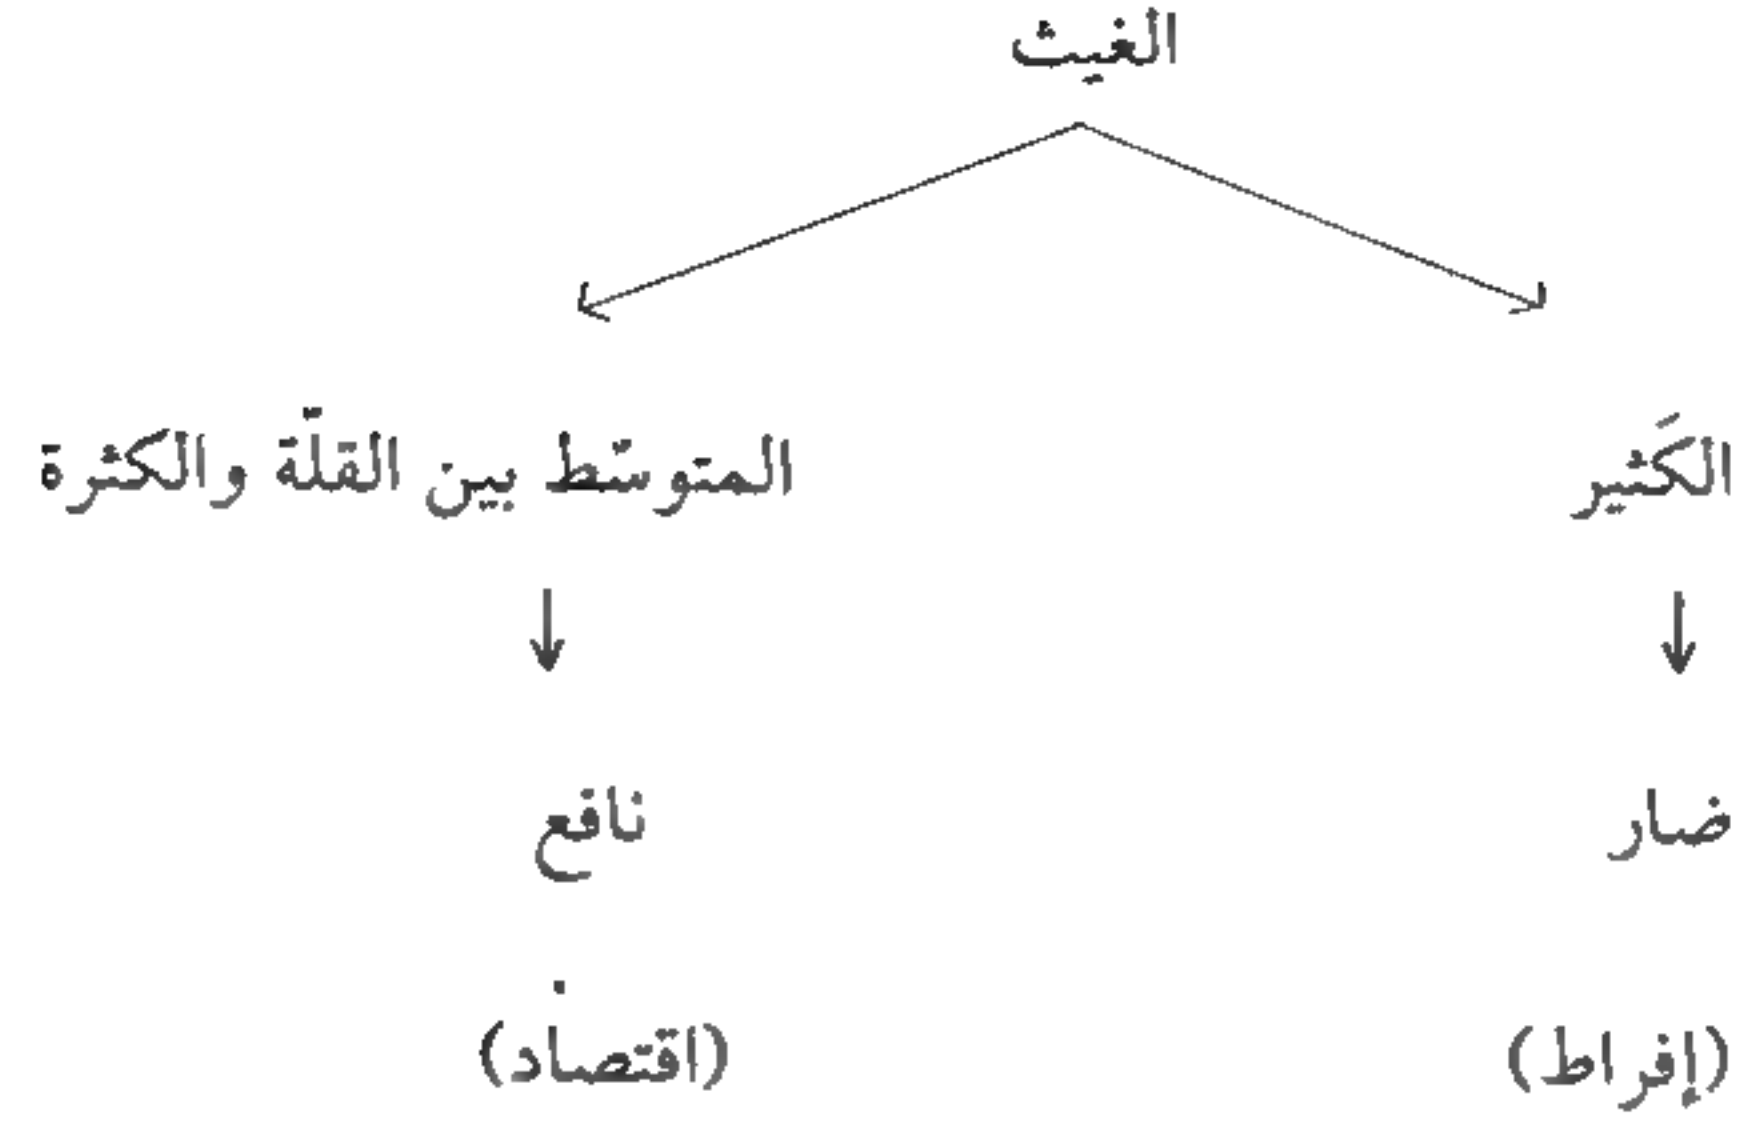 الغيث
الكَثير
المتوسّط بين القلّة والكثرة
ضار
نافع
(إفراط)
(اقتصاد)